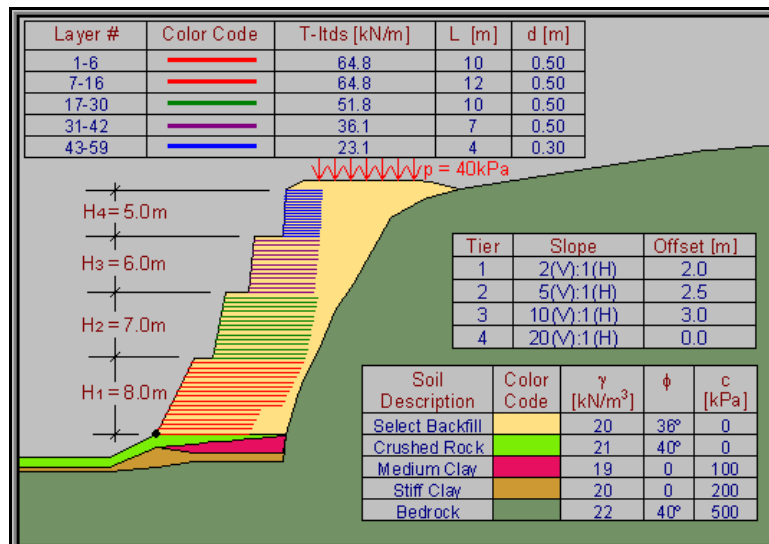 Layer # Color Code T-ltds [kN/m] L [m] d [m]
1-6 64.8 10 0.50
7-16 64.8 12 0.50
17-30 51.8 10 0.50
31-42 36.1 7 0.50
43-59 23.1 4 0.30
p = 40kPa
H4 = 5.0m
H3 = 6.0m
H2 = 7.0m
H1 = 8.0m
Tier Slope Offset [m]
1 2(V):1(H) 2.0
2 5(V):1(H) 2.5
3 10(V):1(H) 3.0
4 20(V):1(H) 0.0
Soil Description Color Code γ [kN/m³] ϕ c [kPa]
Select Backfill 20 36º 0
Crushed Rock 21 40º 0
Medium Clay 19 0 100
Stiff Clay 20 0 200
Bedrock 22 40º 500